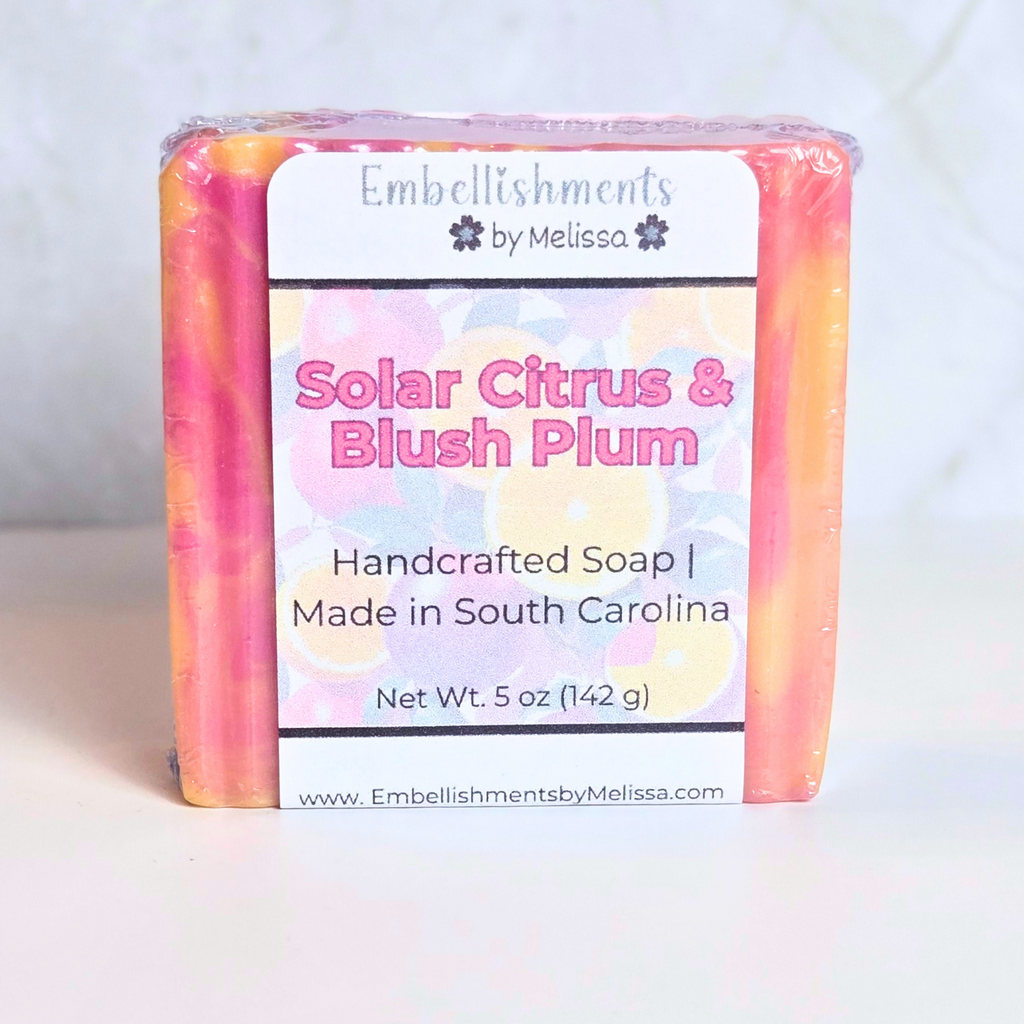 Embellishments
by Melissa
Solar Citrus &
Blush Plum
Handcrafted Soap |
Made in South Carolina
Net Wt. 5 oz (142 g)
www. EmbellishmentsbyMelissa.com